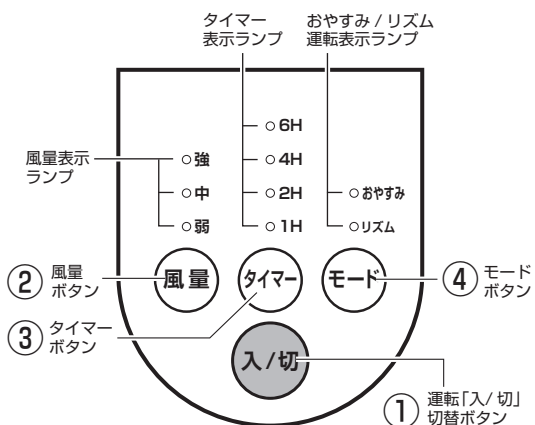 タイマー
表示ランプ
おやすみ / リズム
運転表示ランプ
風量表示
ランプ
強
中
弱
6H
4H
2H
1H
おやすみ
リズム
② 風量
ボタン
風量
タイマー
モード
④ モード
ボタン
③ タイマー
ボタン
入/切
① 運転「入/切」
切替ボタン